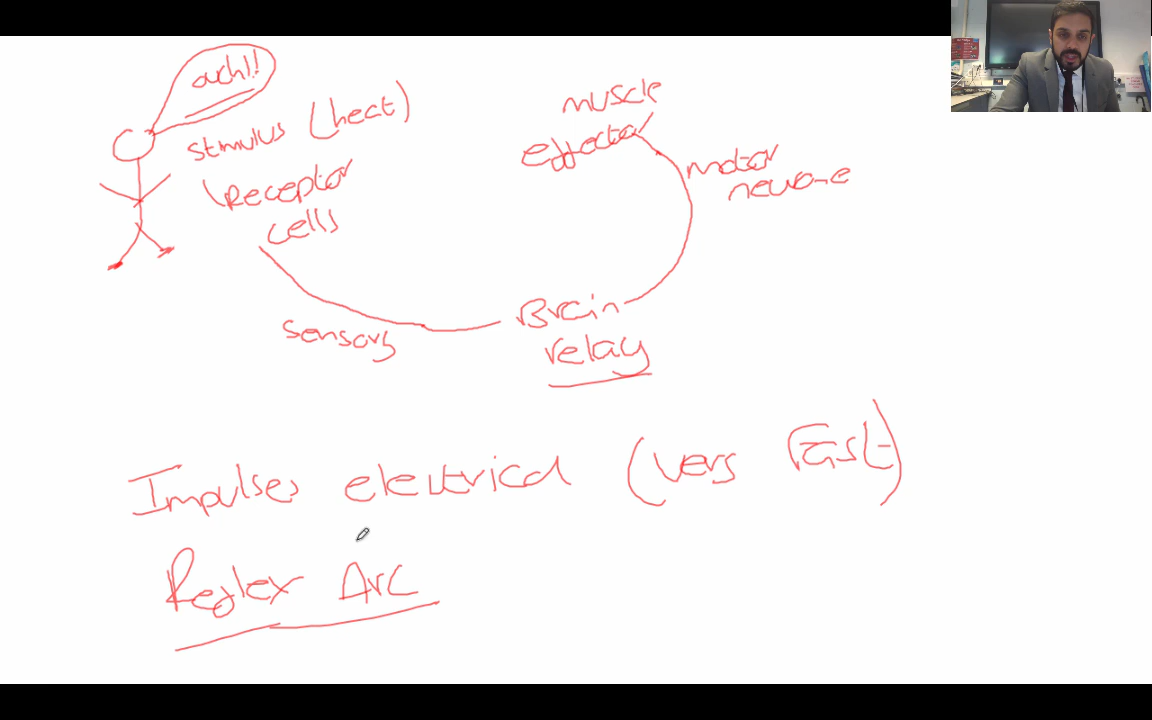 ouch!!
stimulus (heat)
Receptor
cells
sensory
Brain
relay
motor
neurone
muscle
effector
Impulses electrical (very fast)
Reflex Arc